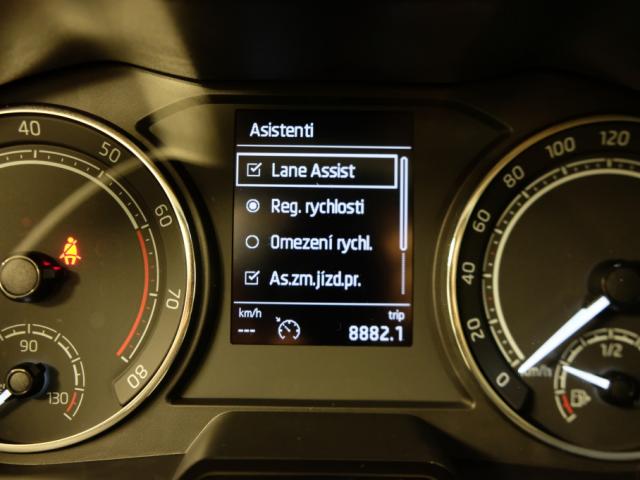 Asistenti
Lane Assist
Reg. rychlosti
Omezení rychl.
As.zm.jízd.pr.
km/h trip
--- 8882.1
40
50
60
70
80
90
130
0
20
40
60
80
100
120
km/h
1/2